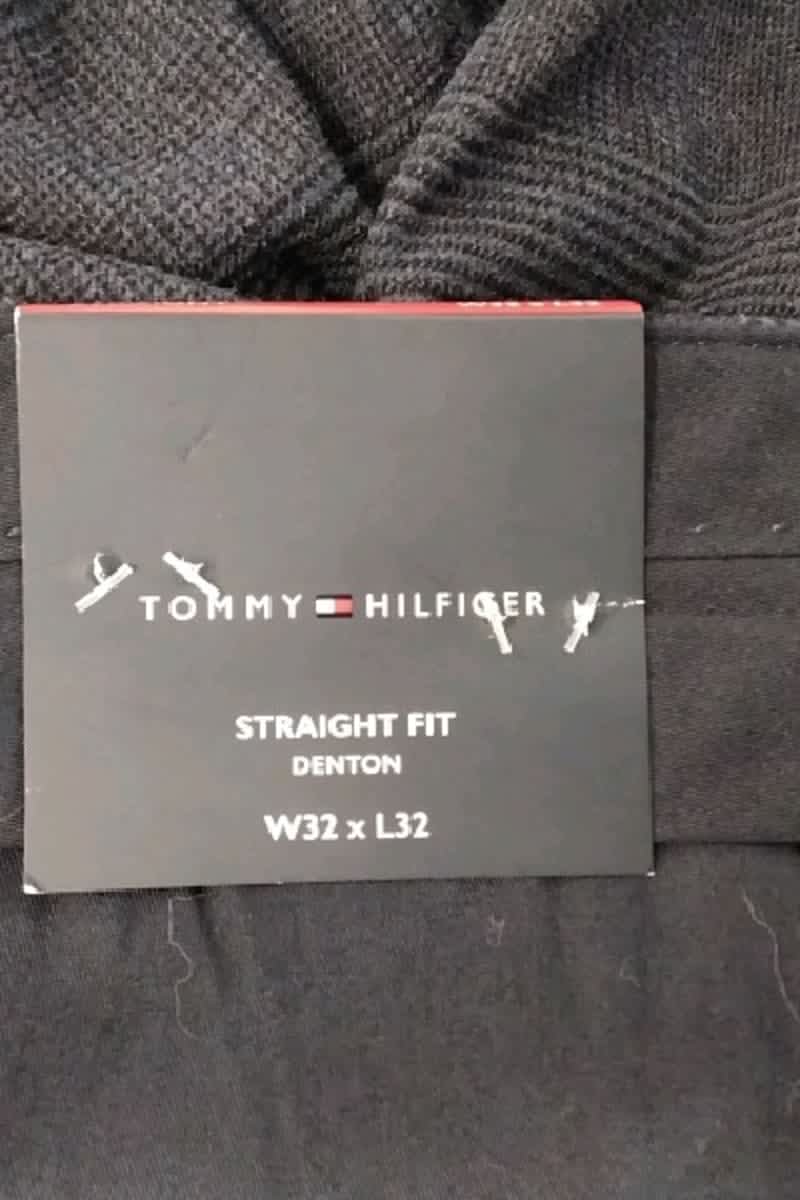 TOMMY HILFIGER
STRAIGHT FIT
DENTON
W32 x L32